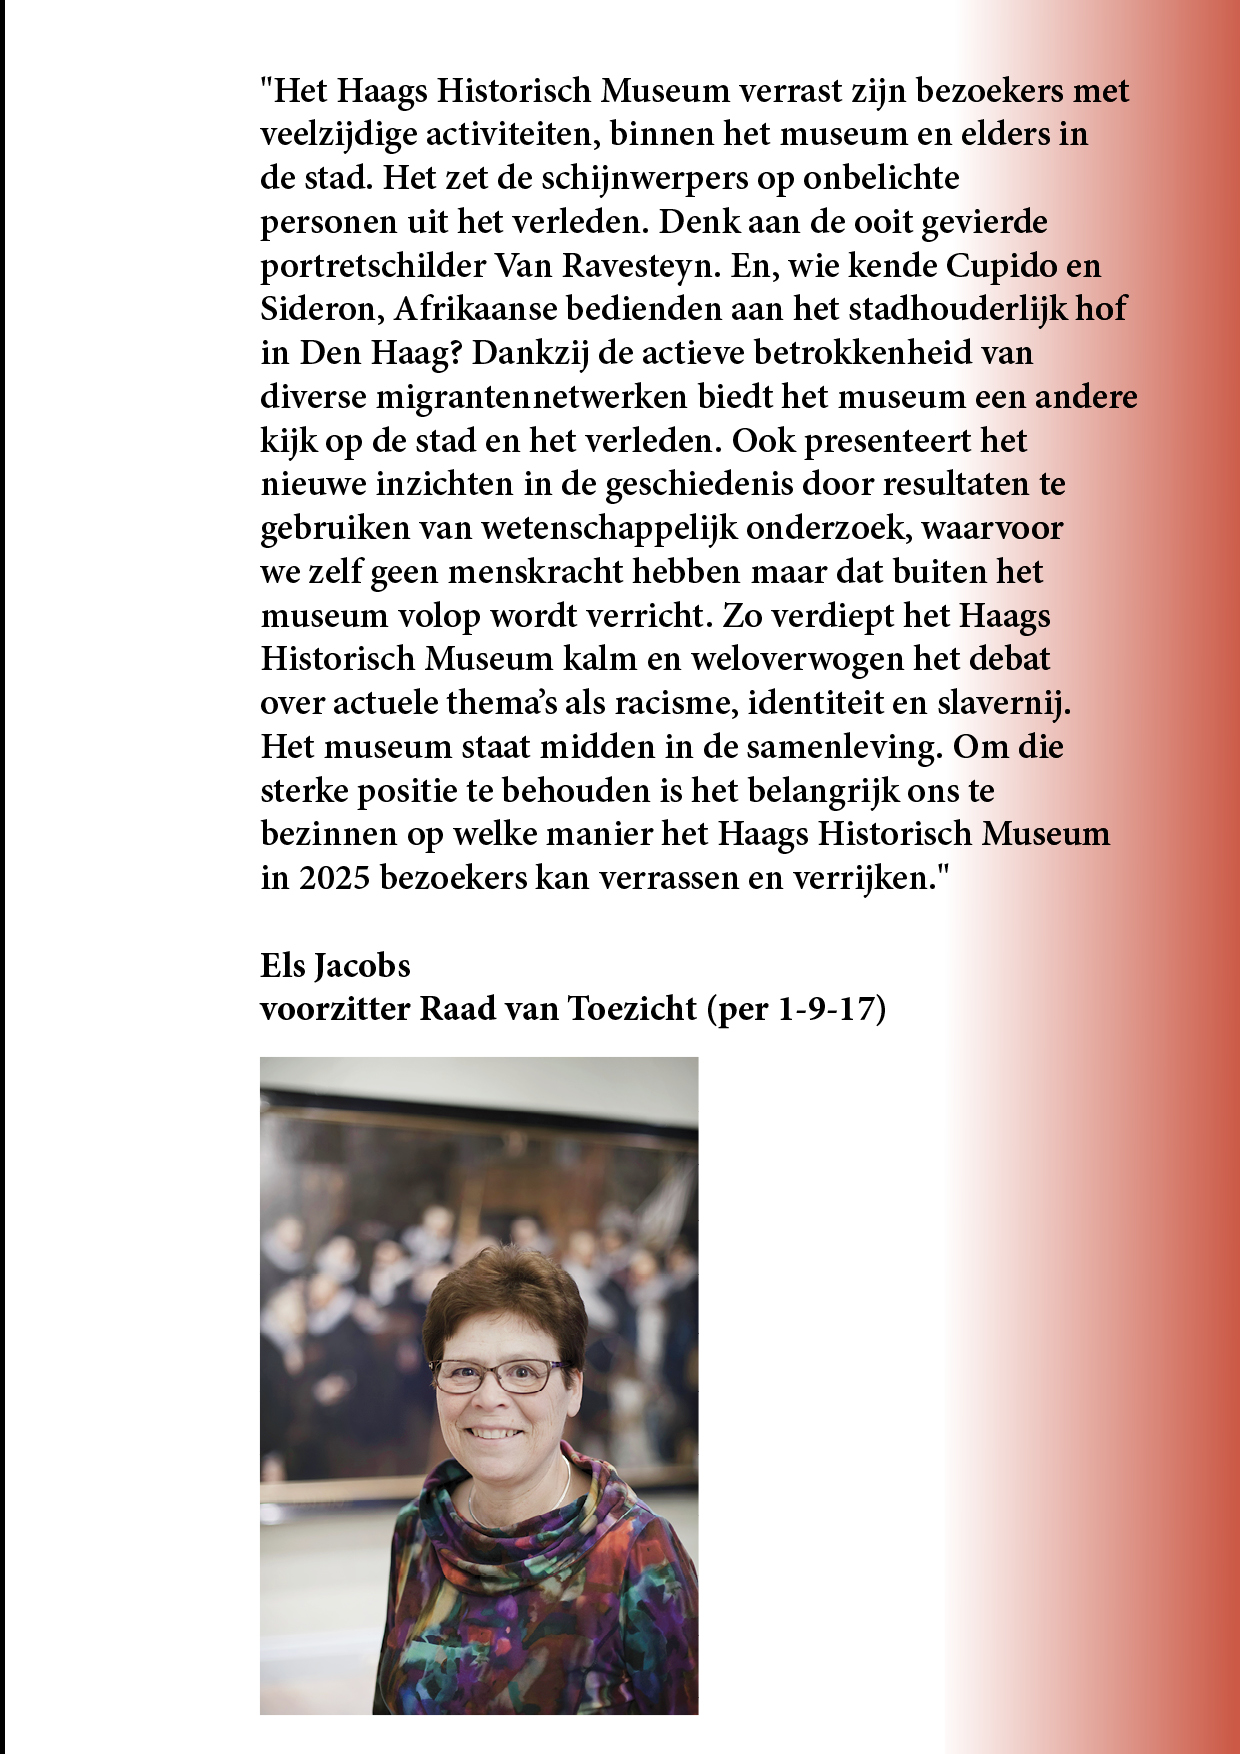 "Het Haags Historisch Museum verrast zijn bezoekers met
veelzijdige activiteiten, binnen het museum en elders in
de stad. Het zet de schijnwerpers op onbelichte
personen uit het verleden. Denk aan de ooit gevierde
portretschilder Van Ravesteyn. En, wie kende Cupido en
Sideron, Afrikaanse bedienden aan het stadhouderlijk hof
in Den Haag? Dankzij de actieve betrokkenheid van
diverse migrantennetwerken biedt het museum een andere
kijk op de stad en het verleden. Ook presenteert het
nieuwe inzichten in de geschiedenis door resultaten te
gebruiken van wetenschappelijk onderzoek, waarvoor
we zelf geen menskracht hebben maar dat buiten het
museum volop wordt verricht. Zo verdiept het Haags
Historisch Museum kalm en weloverwogen het debat
over actuele thema’s als racisme, identiteit en slavernij.
Het museum staat midden in de samenleving. Om die
sterke positie te behouden is het belangrijk ons te
bezinnen op welke manier het Haags Historisch Museum
in 2025 bezoekers kan verrassen en verrijken."
Els Jacobs
voorzitter Raad van Toezicht (per 1-9-17)